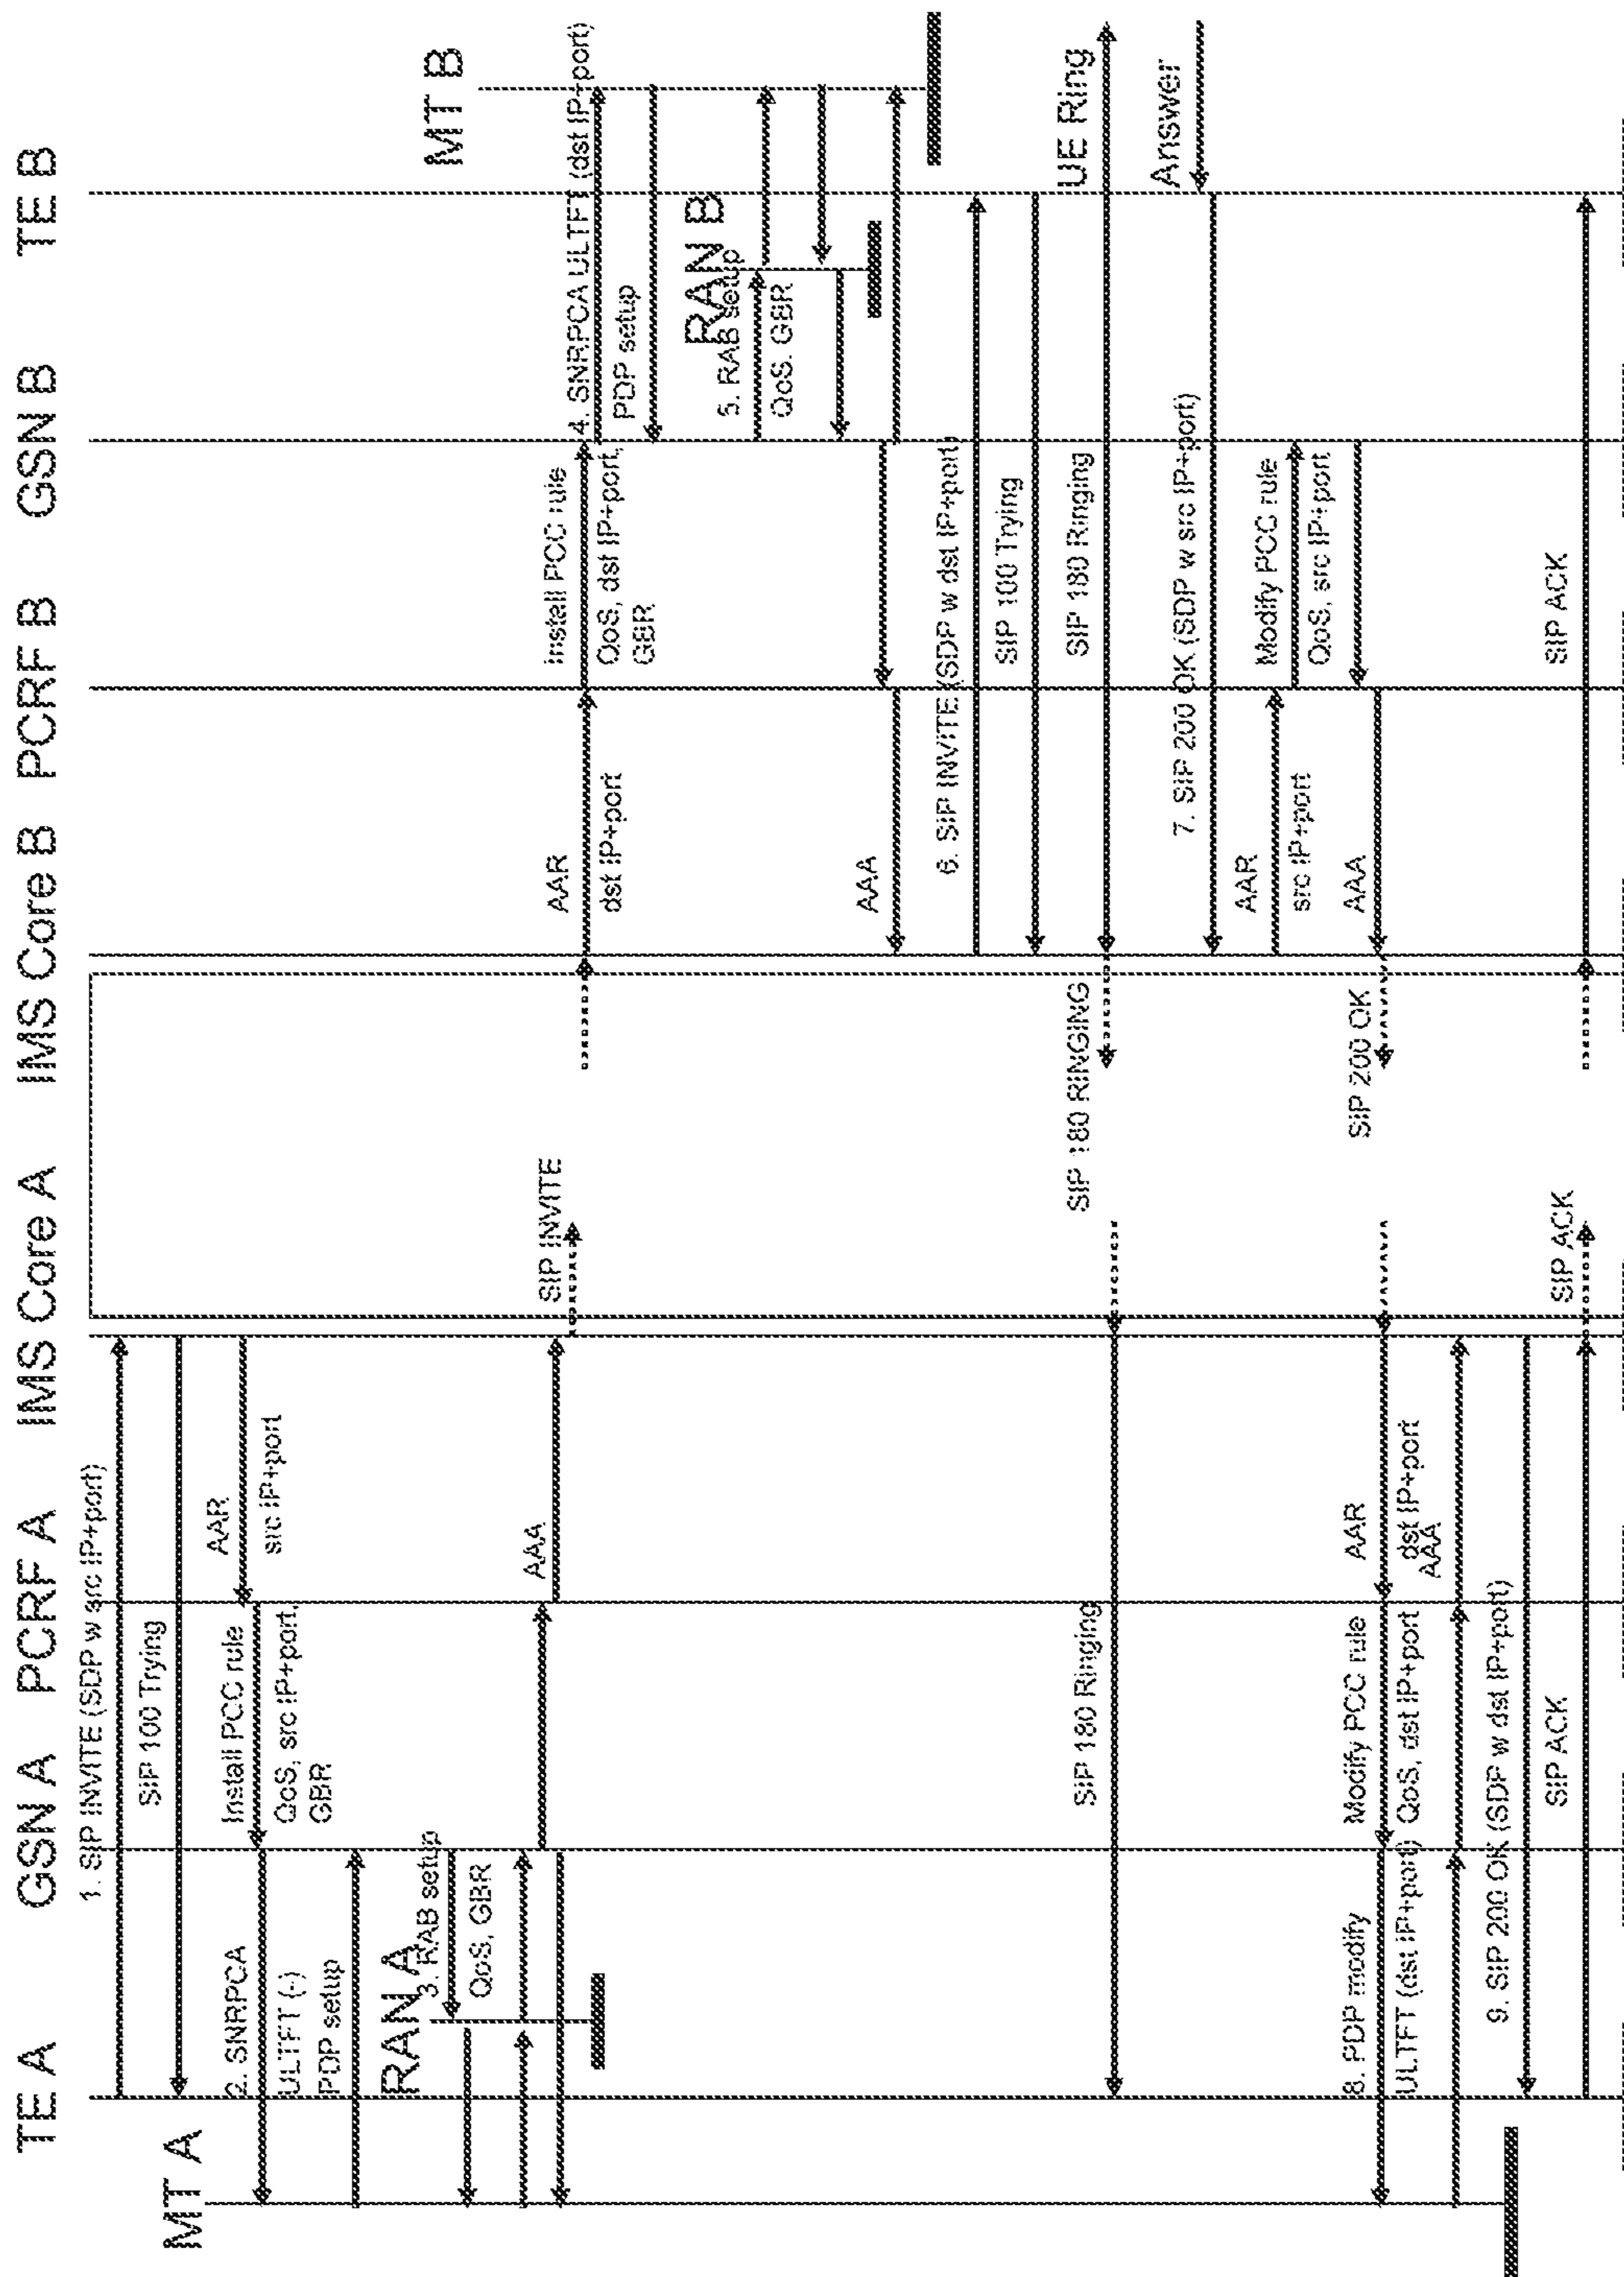 TE A
GSN A
PCRF A
IMS Core A
IMS Core B
PCRF B
GSN B
TE B
MT A
1. SIP INVITE (SDP w src IP+port)
SIP 100 Trying
AAR
src IP+port
Install PCC rule
QoS, src IP+port,
GBR
2. SNRPCA
ULTFT (-)
PDP setup
RAN A
3. RAB setup
QoS, GBR
AAA
SIP INVITE
AAR
dst IP+port
Install PCC rule
QoS, dst IP+port,
GBR
4. SNRPCA ULTFT (dst IP+port)
PDP setup
MT B
RAN B
5. RAB setup
QoS. GBR
AAA
6. SIP INVITE (SDP w dst IP+port)
SIP 100 Trying
SIP 180 Ringing
UE Ring
SIP 180 RINGING
SIP 180 Ringing
Answer
7. SIP 200 OK (SDP w src IP+port)
AAR
src IP+port
Modify PCC rule
QoS, src IP+port
AAA
SIP 200 OK
AAR
dst IP+port
AAA
Modify PCC rule
QoS, dst IP+port
8. PDP modify
ULTFT (dst IP+port)
9. SIP 200 OK (SDP w dst IP+port)
SIP ACK
SIP ACK
SIP ACK